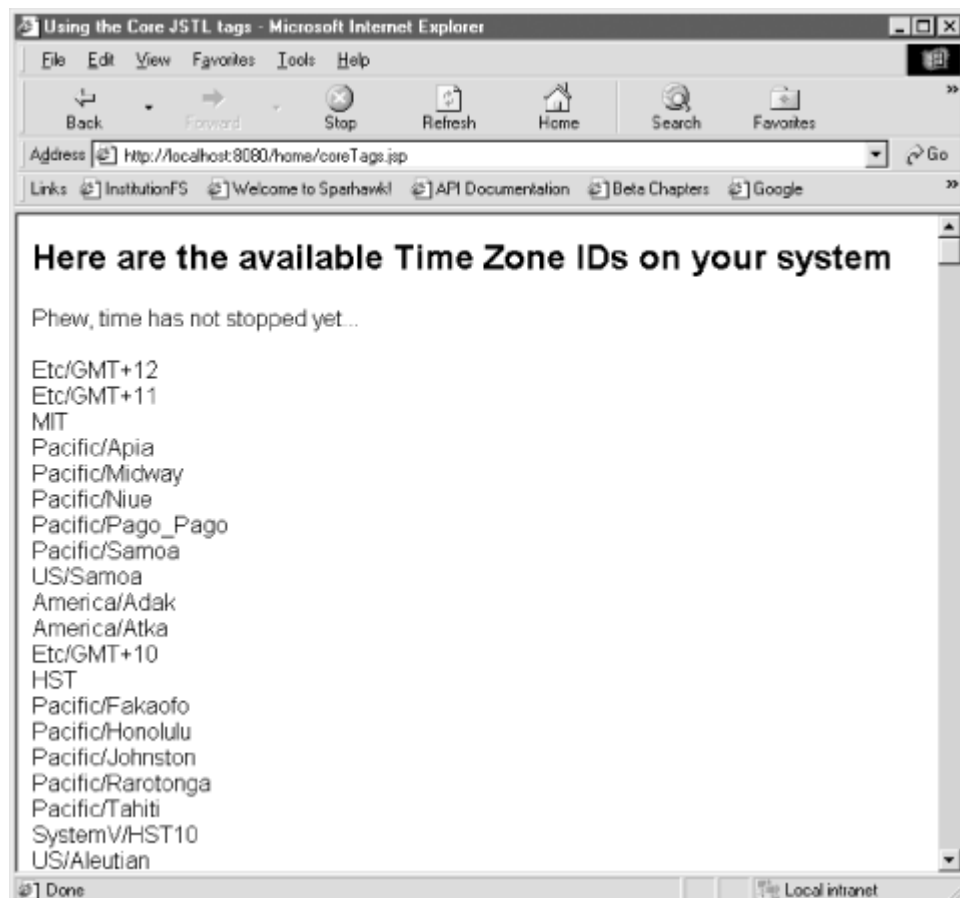 Using the Core JSTL tags - Microsoft Internet Explorer
File Edit View Favorites Tools Help
Back Forward Stop Refresh Home Search Favorites »
Address http://localhost:8080/home/coreTags.jsp Go
Links InstitutionFS Welcome to Sparhawk! API Documentation Beta Chapters Google »
Here are the available Time Zone IDs on your system
Phew, time has not stopped yet...
Etc/GMT+12
Etc/GMT+11
MIT
Pacific/Apia
Pacific/Midway
Pacific/Niue
Pacific/Pago_Pago
Pacific/Samoa
US/Samoa
America/Adak
America/Atka
Etc/GMT+10
HST
Pacific/Fakaofo
Pacific/Honolulu
Pacific/Johnston
Pacific/Rarotonga
Pacific/Tahiti
SystemV/HST10
US/Aleutian
Done Local intranet